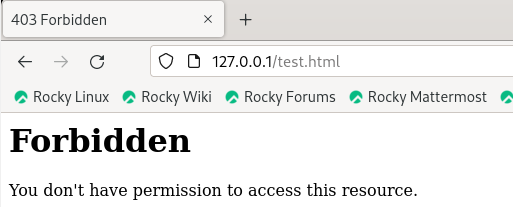 403 Forbidden
127.0.0.1/test.html
Rocky Linux Rocky Wiki Rocky Forums Rocky Mattermost
Forbidden
You don't have permission to access this resource.